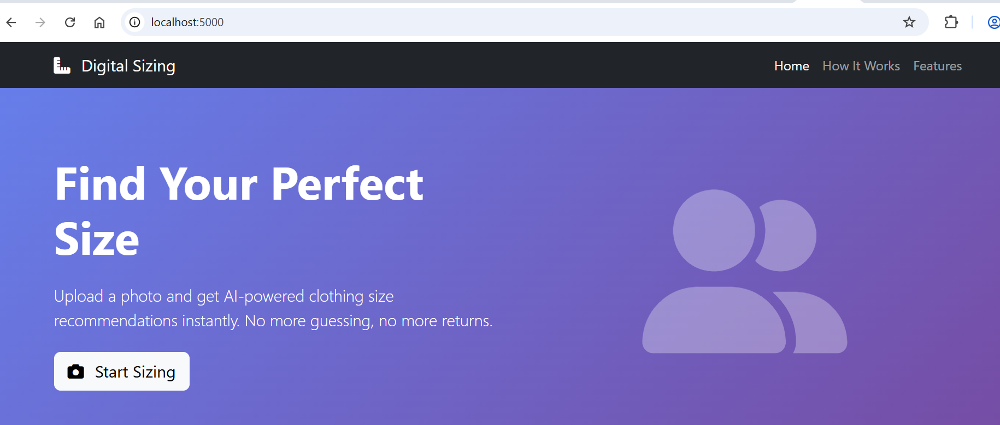 localhost:5000
Digital Sizing
Home How It Works Features
Find Your Perfect
Size
Upload a photo and get AI-powered clothing size
recommendations instantly. No more guessing, no more returns.
Start Sizing